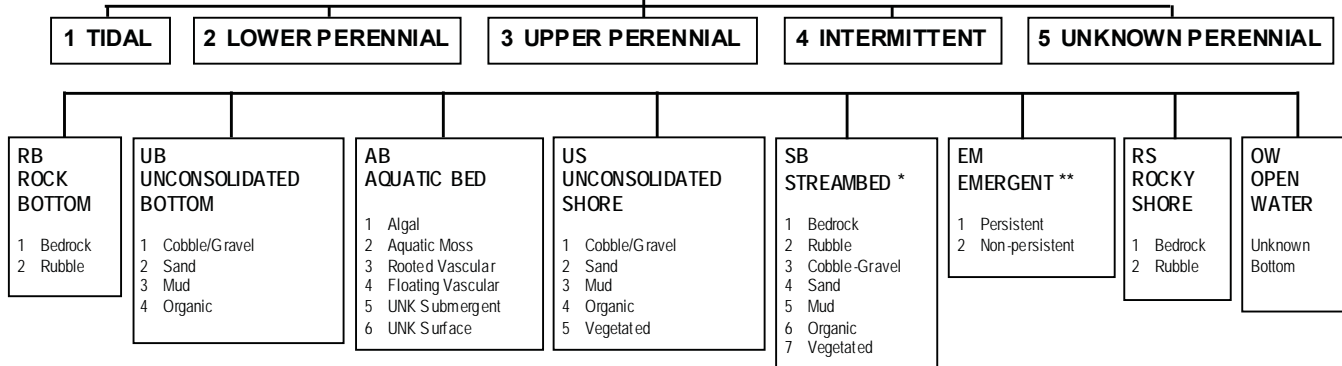 1 TIDAL
2 LOWER PERENNIAL
3 UPPER PERENNIAL
4 INTERMITTENT
5 UNKNOWN PERENNIAL
RB
ROCK
BOTTOM
1 Bedrock
2 Rubble
UB
UNCONSOLIDATED
BOTTOM
1 Cobble/Gravel
2 Sand
3 Mud
4 Organic
AB
AQUATIC BED
1 Algal
2 Aquatic Moss
3 Rooted Vascular
4 Floating Vascular
5 UNK Submergent
6 UNK Surface
US
UNCONSOLIDATED
SHORE
1 Cobble/Gravel
2 Sand
3 Mud
4 Organic
5 Vegetated
SB
STREAMBED *
1 Bedrock
2 Rubble
3 Cobble-Gravel
4 Sand
5 Mud
6 Organic
7 Vegetated
EM
EMERGENT **
1 Persistent
2 Non-persistent
RS
ROCKY
SHORE
1 Bedrock
2 Rubble
OW
OPEN
WATER
Unknown
Bottom